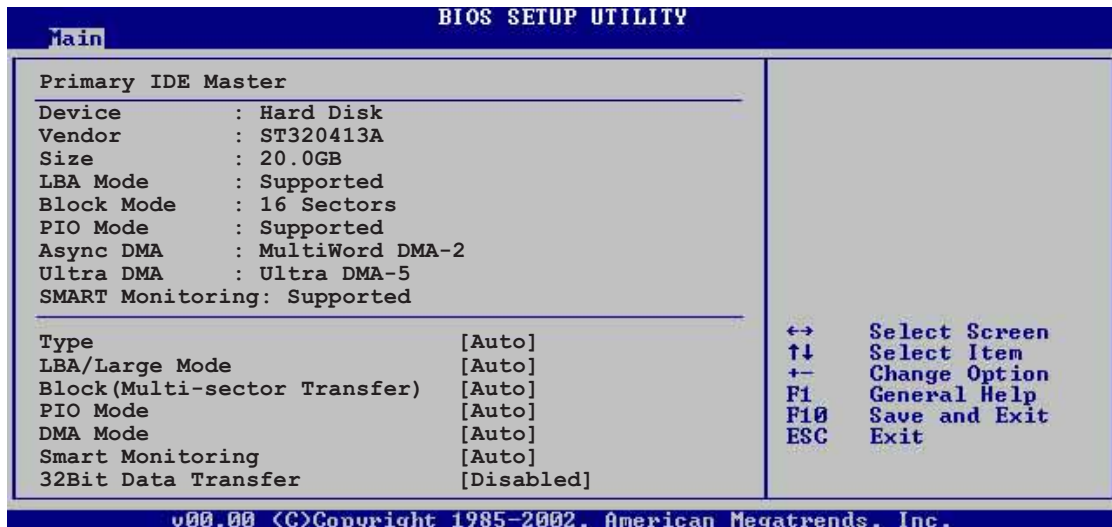 BIOS SETUP UTILITY
Main
Primary IDE Master
Device : Hard Disk
Vendor : ST320413A
Size : 20.0GB
LBA Mode : Supported
Block Mode : 16 Sectors
PIO Mode : Supported
Async DMA : MultiWord DMA-2
Ultra DMA : Ultra DMA-5
SMART Monitoring: Supported
Type [Auto]
LBA/Large Mode [Auto]
Block(Multi-sector Transfer) [Auto]
PIO Mode [Auto]
DMA Mode [Auto]
Smart Monitoring [Auto]
32Bit Data Transfer [Disabled]
←→ Select Screen
↑↓ Select Item
+- Change Option
F1 General Help
F10 Save and Exit
ESC Exit
v00.00 (C)Copyright 1985-2002, American Megatrends, Inc.